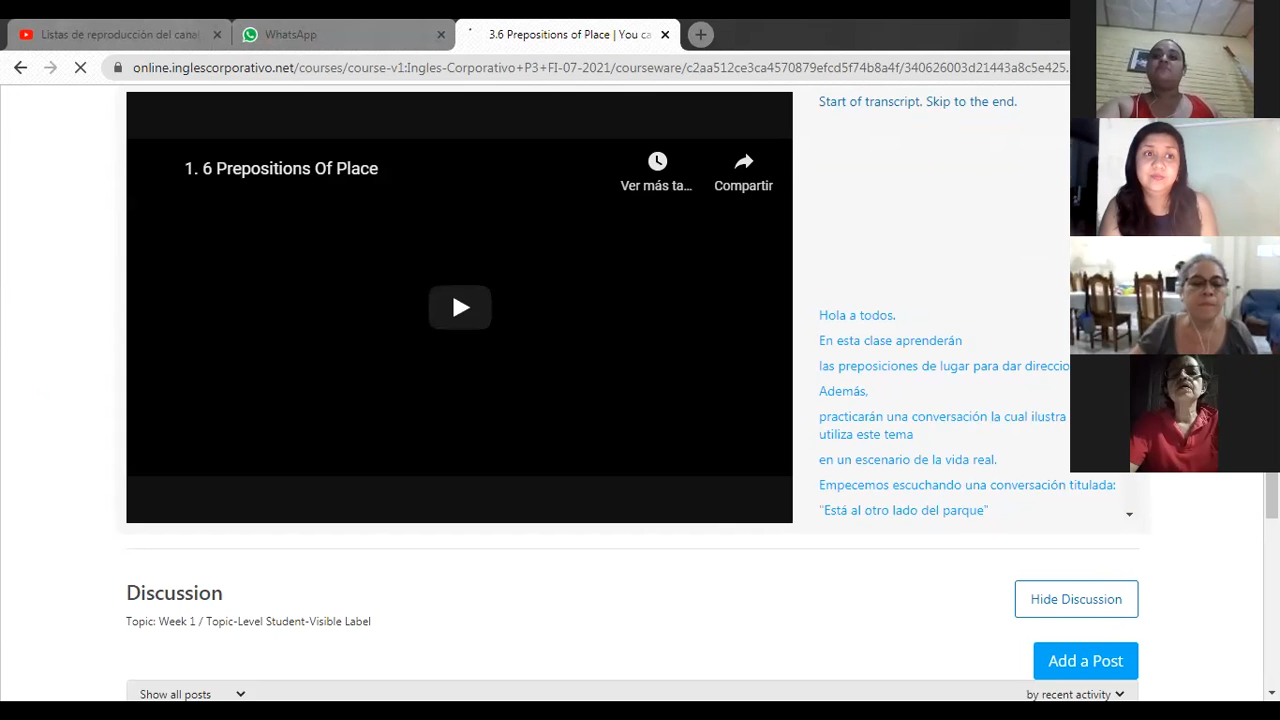 Listas de reproducción del canal
WhatsApp
3.6 Prepositions of Place | You ca
online.inglescorporativo.net/courses/course-v1:Ingles-Corporativo+P3+FI-07-2021/courseware/c2aa512ce3ca4570879efcd5f74b8a4f/340626003d21443a8c5e425.
1. 6 Prepositions Of Place
Ver más ta...
Compartir
Start of transcript. Skip to the end.
Hola a todos.
En esta clase aprenderán
las preposiciones de lugar para dar direccio
Además,
practicarán una conversación la cual ilustra
utiliza este tema
en un escenario de la vida real.
Empecemos escuchando una conversación titulada:
"Está al otro lado del parque"
Discussion
Hide Discussion
Topic: Week 1 / Topic-Level Student-Visible Label
Add a Post
Show all posts
by recent activity